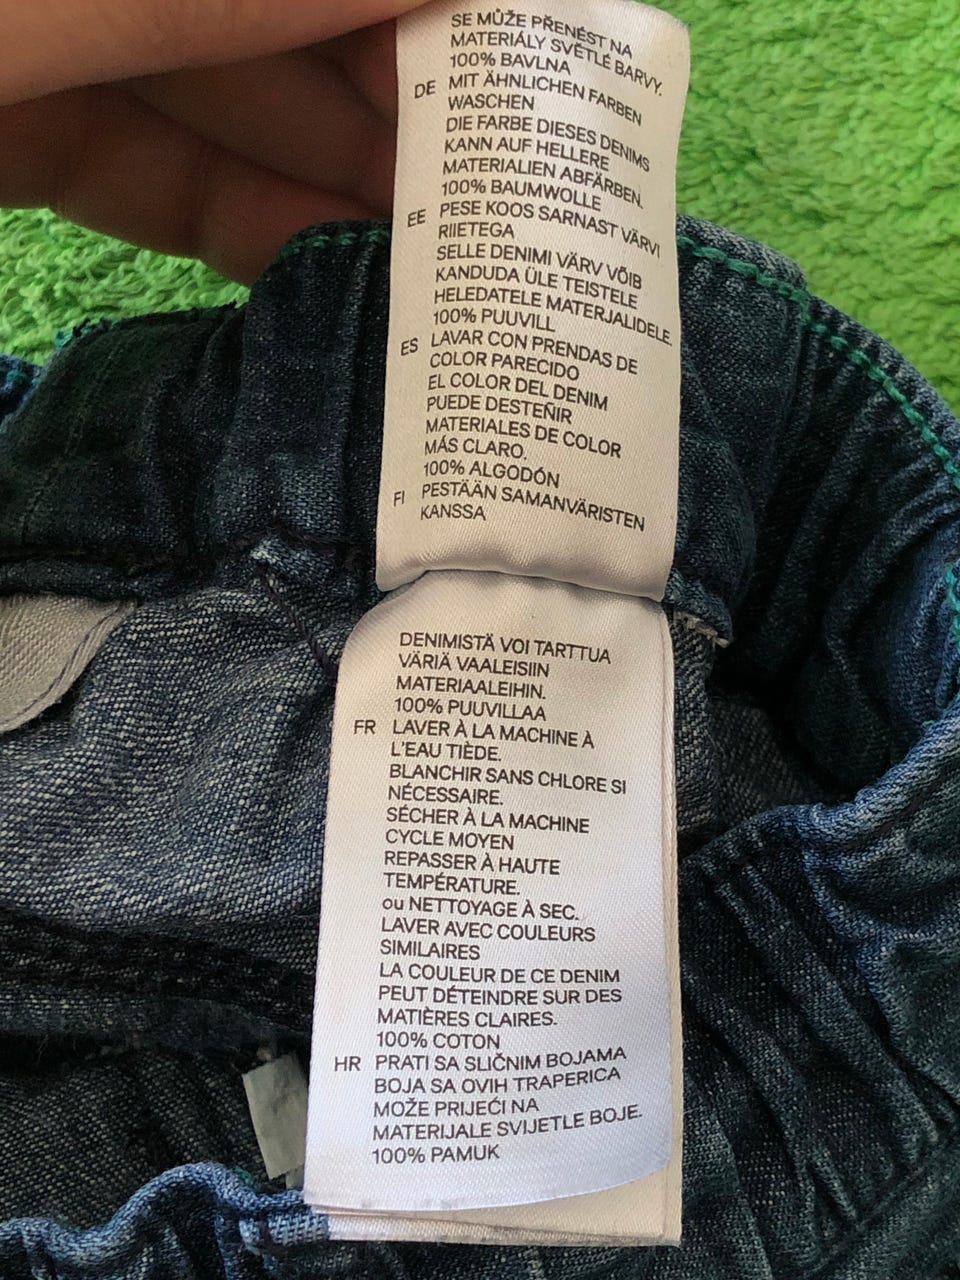 SE MŮŽE PŘENÉST NA
MATERIÁLY SVĚTLÉ BARVY.
100% BAVLNA
DE MIT ÄHNLICHEN FARBEN
WASCHEN
DIE FARBE DIESES DENIMS
KANN AUF HELLERE
MATERIALIEN ABFÄRBEN.
100% BAUMWOLLE
EE PESE KOOS SARNAST VÄRVI
RIIETEGA
SELLE DENIMI VÄRV VÕIB
KANDUDA ÜLE TEISTELE
HELEDATELE MATERJALIDELE.
100% PUUVILL
ES LAVAR CON PRENDAS DE
COLOR PARECIDO
EL COLOR DEL DENIM
PUEDE DESTEÑIR
MATERIALES DE COLOR
MÁS CLARO.
100% ALGODÓN
FI PESTÄÄN SAMANVÄRISTEN
KANSSA
DENIMISTÄ VOI TARTTUA
VÄRIÄ VAALEISIIN
MATERIAALEIHIN.
100% PUUVILLAA
FR LAVER À LA MACHINE À
L'EAU TIÈDE.
BLANCHIR SANS CHLORE SI
NÉCESSAIRE.
SÉCHER À LA MACHINE
CYCLE MOYEN
REPASSER À HAUTE
TEMPÉRATURE.
ou NETTOYAGE À SEC.
LAVER AVEC COULEURS
SIMILAIRES
LA COULEUR DE CE DENIM
PEUT DÉTEINDRE SUR DES
MATIÈRES CLAIRES.
100% COTON
HR PRATI SA SLIČNIM BOJAMA
BOJA SA OVIH TRAPERICA
MOŽE PRIJEĆI NA
MATERIJALE SVIJETLE BOJE.
100% PAMUK